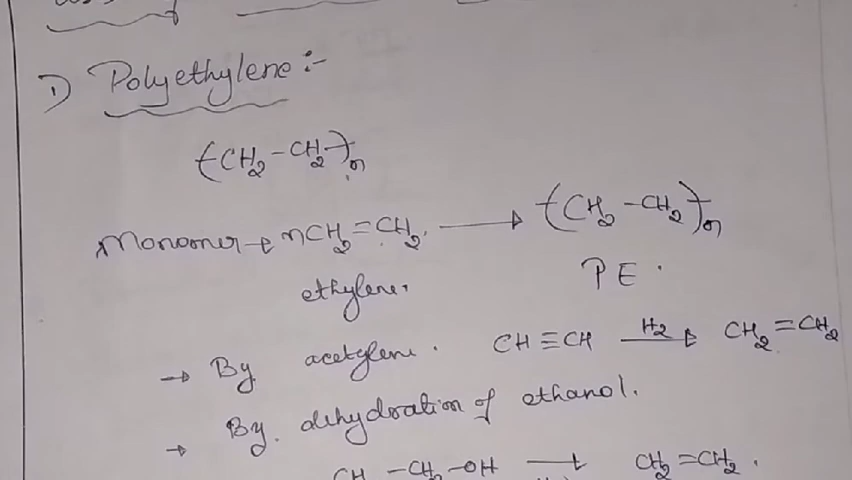 1) Polyethylene :-
-(CH2 - CH2-)n
Monomer → nCH2=CH2 → -(CH2 - CH2)-n
ethylene. PE.
→ By acetylene. CH≡CH H2→ CH2=CH2
→ By. dihydration of ethanol.
CH -CH2-OH → CH2=CH2.